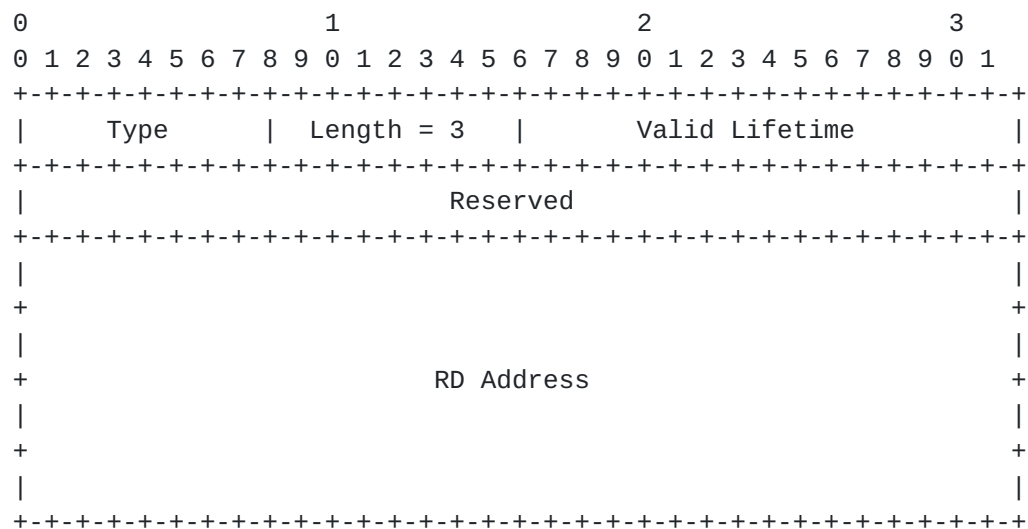 0                   1                   2                   3
0 1 2 3 4 5 6 7 8 9 0 1 2 3 4 5 6 7 8 9 0 1 2 3 4 5 6 7 8 9 0 1
+-+-+-+-+-+-+-+-+-+-+-+-+-+-+-+-+-+-+-+-+-+-+-+-+-+-+-+-+-+-+-+-+
|     Type      |  Length = 3   |       Valid Lifetime          |
+-+-+-+-+-+-+-+-+-+-+-+-+-+-+-+-+-+-+-+-+-+-+-+-+-+-+-+-+-+-+-+-+
|                           Reserved                            |
+-+-+-+-+-+-+-+-+-+-+-+-+-+-+-+-+-+-+-+-+-+-+-+-+-+-+-+-+-+-+-+-+
|                                                               |
+                                                               +
|                                                               |
+                          RD Address                           +
|                                                               |
+                                                               +
|                                                               |
+-+-+-+-+-+-+-+-+-+-+-+-+-+-+-+-+-+-+-+-+-+-+-+-+-+-+-+-+-+-+-+-+